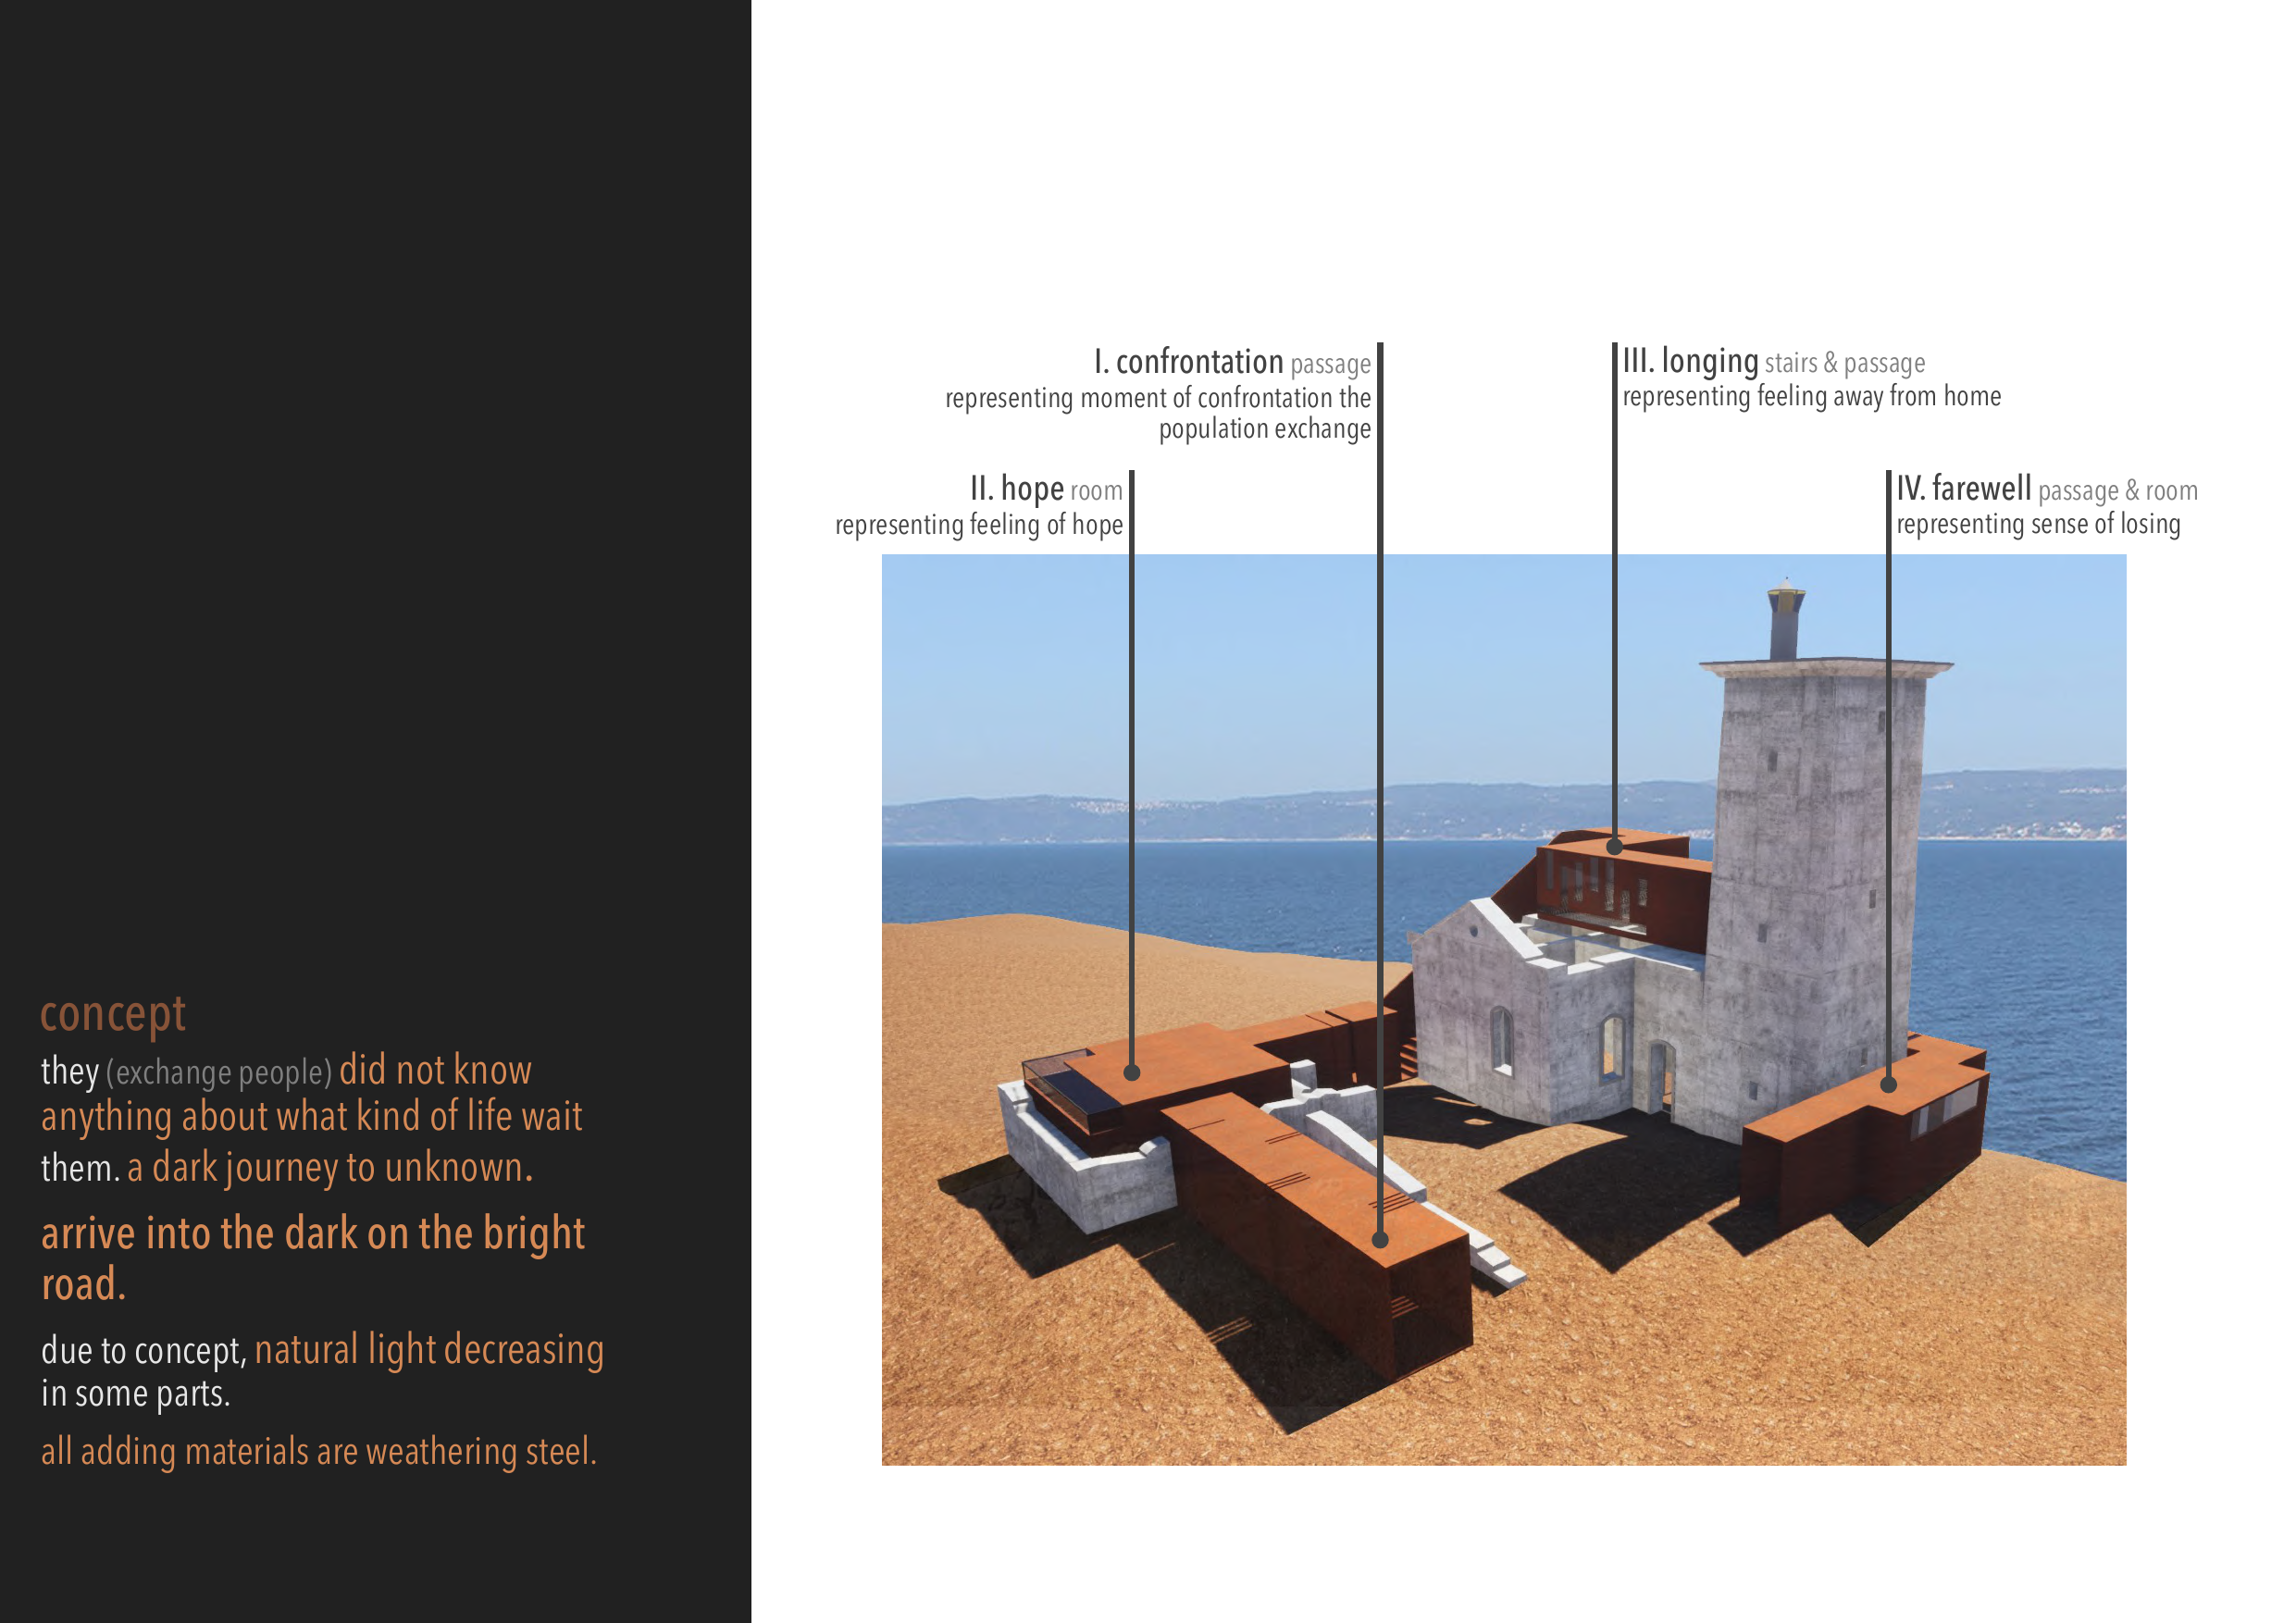 concept
they (exchange people) did not know
anything about what kind of life wait
them. a dark journey to unknown.
arrive into the dark on the bright
road.
due to concept, natural light decreasing
in some parts.
all adding materials are weathering steel.
I. confrontation passage
representing moment of confrontation the
population exchange
II. hope room
representing feeling of hope
III. longing stairs & passage
representing feeling away from home
IV. farewell passage & room
representing sense of losing